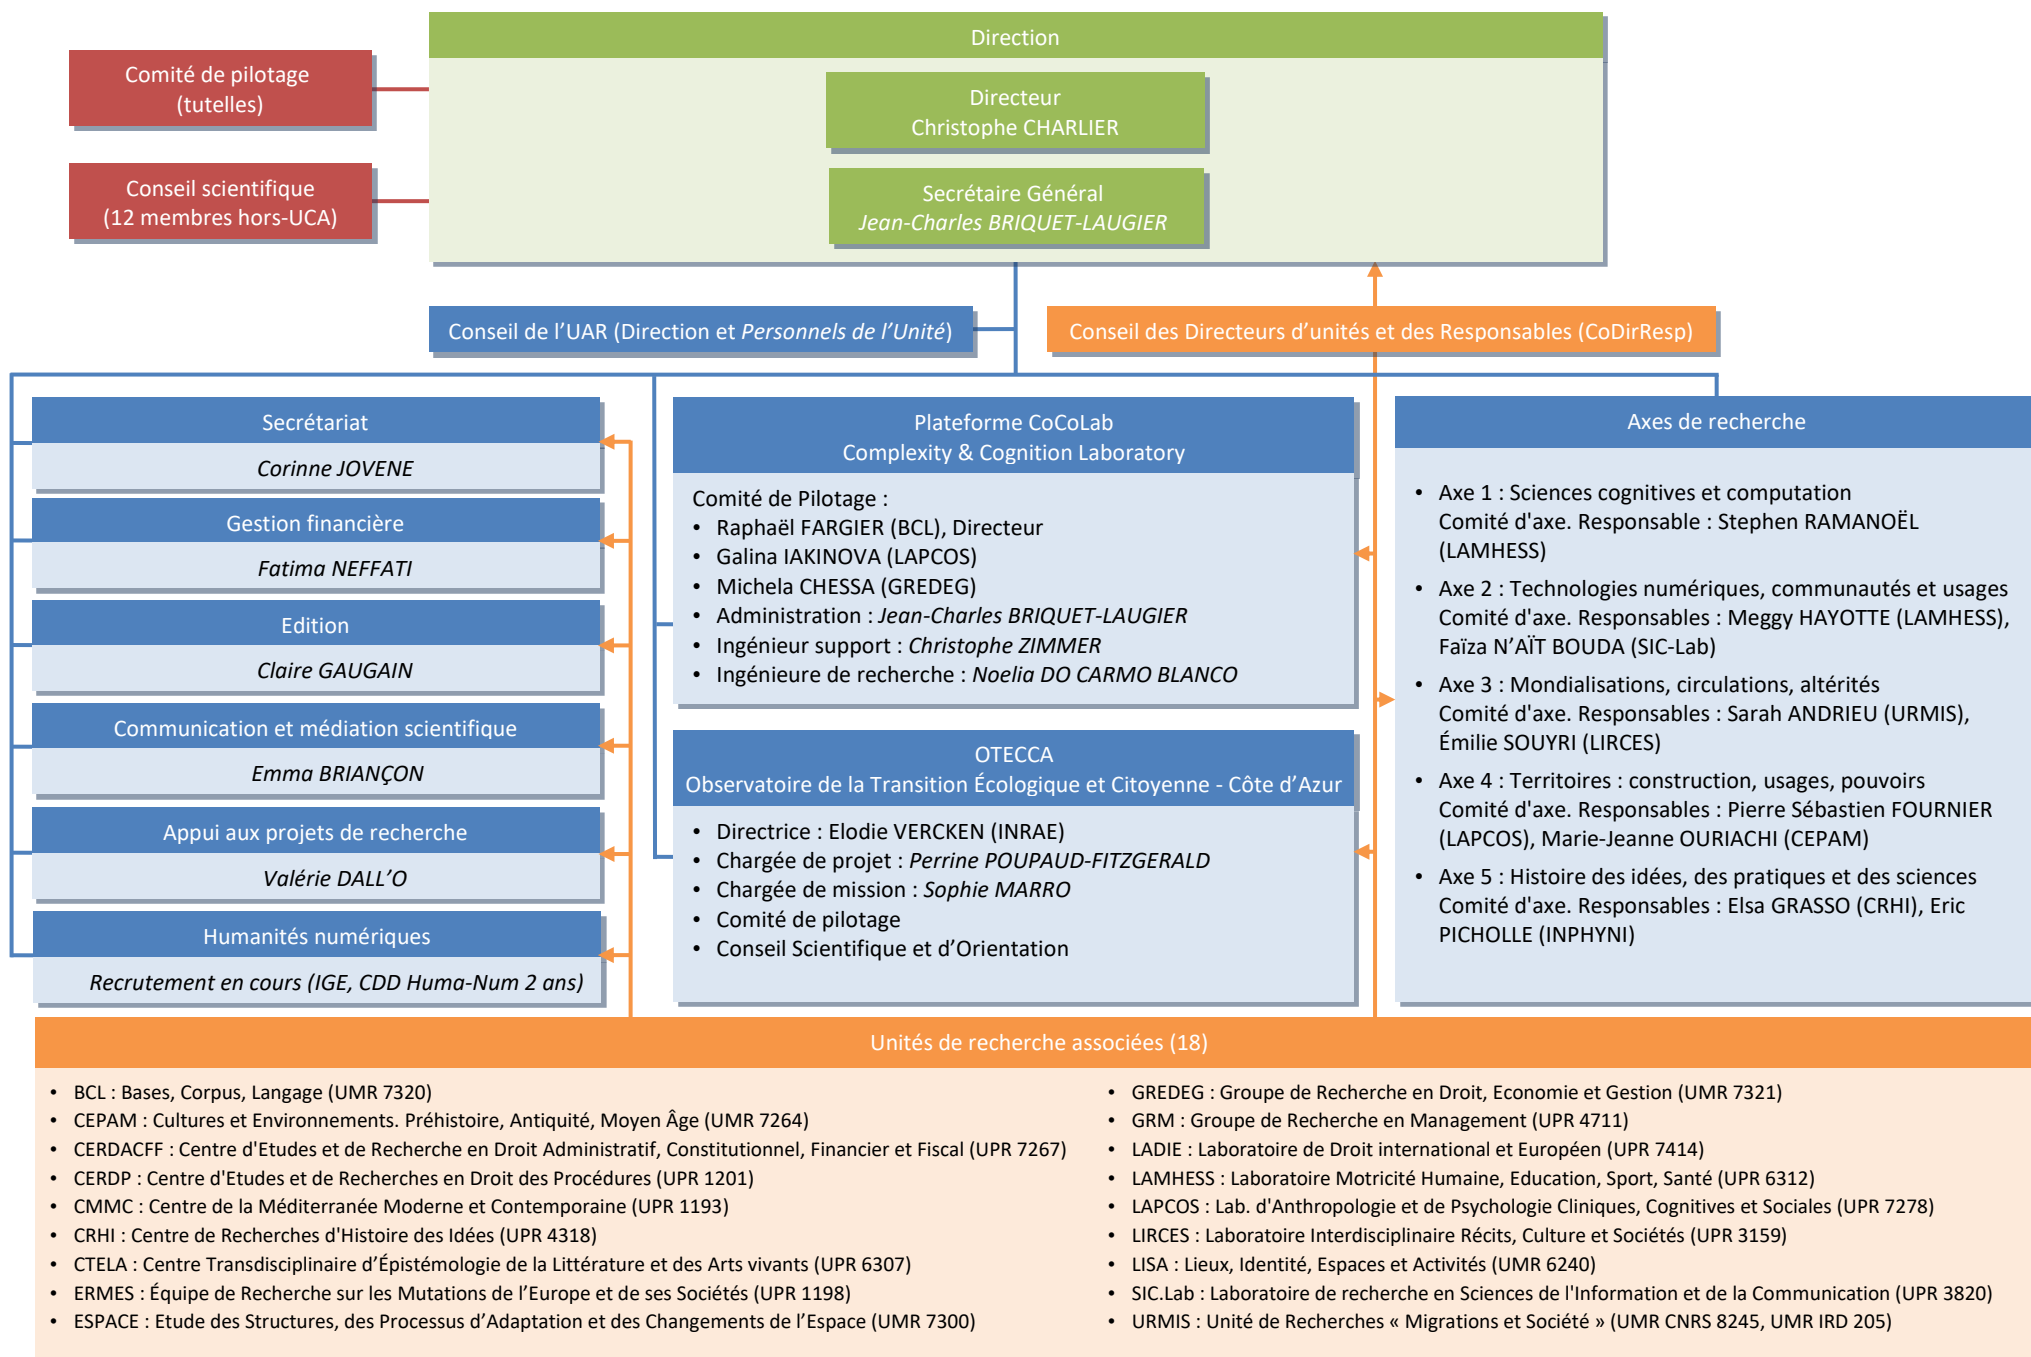 Direction
Comité de pilotage
(tutelles)
Directeur
Christophe CHARLIER
Conseil scientifique
(12 membres hors-UCA)
Secrétaire Général
Jean-Charles BRIQUET-LAUGIER
Conseil de l’UAR (Direction et Personnels de l’Unité)
Conseil des Directeurs d’unités et des Responsables (CoDirResp)
Secrétariat
Corinne JOVENE
Gestion financière
Fatima NEFFATI
Edition
Claire GAUGAIN
Communication et médiation scientifique
Emma BRIANÇON
Appui aux projets de recherche
Valérie DALL’O
Humanités numériques
Recrutement en cours (IGE, CDD Huma-Num 2 ans)
Plateforme CoCoLab
Complexity & Cognition Laboratory
Comité de Pilotage :
• Raphaël FARGIER (BCL), Directeur
• Galina IAKINOVA (LAPCOS)
• Michela CHESSA (GREDEG)
• Administration : Jean-Charles BRIQUET-LAUGIER
• Ingénieur support : Christophe ZIMMER
• Ingénieure de recherche : Noelia DO CARMO BLANCO
OTECCA
Observatoire de la Transition Écologique et Citoyenne - Côte d’Azur
• Directrice : Elodie VERCKEN (INRAE)
• Chargée de projet : Perrine POUPAUD-FITZGERALD
• Chargée de mission : Sophie MARRO
• Comité de pilotage
• Conseil Scientifique et d’Orientation
Axes de recherche
• Axe 1 : Sciences cognitives et computation
Comité d'axe. Responsable : Stephen RAMANOËL
(LAMHESS)
• Axe 2 : Technologies numériques, communautés et usages
Comité d'axe. Responsables : Meggy HAYOTTE (LAMHESS),
Faïza N’AÏT BOUDA (SIC-Lab)
• Axe 3 : Mondialisations, circulations, altérités
Comité d'axe. Responsables : Sarah ANDRIEU (URMIS),
Émilie SOUYRI (LIRCES)
• Axe 4 : Territoires : construction, usages, pouvoirs
Comité d'axe. Responsables : Pierre Sébastien FOURNIER
(LAPCOS), Marie-Jeanne OURIACHI (CEPAM)
• Axe 5 : Histoire des idées, des pratiques et des sciences
Comité d'axe. Responsables : Elsa GRASSO (CRHI), Eric
PICHOLLE (INPHYNI)
Unités de recherche associées (18)
• BCL : Bases, Corpus, Langage (UMR 7320)
• CEPAM : Cultures et Environnements. Préhistoire, Antiquité, Moyen Âge (UMR 7264)
• CERDACFF : Centre d'Etudes et de Recherche en Droit Administratif, Constitutionnel, Financier et Fiscal (UPR 7267)
• CERDP : Centre d'Etudes et de Recherches en Droit des Procédures (UPR 1201)
• CMMC : Centre de la Méditerranée Moderne et Contemporaine (UPR 1193)
• CRHI : Centre de Recherches d'Histoire des Idées (UPR 4318)
• CTELA : Centre Transdisciplinaire d’Épistémologie de la Littérature et des Arts vivants (UPR 6307)
• ERMES : Équipe de Recherche sur les Mutations de l’Europe et de ses Sociétés (UPR 1198)
• ESPACE : Etude des Structures, des Processus d’Adaptation et des Changements de l’Espace (UMR 7300)
• GREDEG : Groupe de Recherche en Droit, Economie et Gestion (UMR 7321)
• GRM : Groupe de Recherche en Management (UPR 4711)
• LADIE : Laboratoire de Droit international et Européen (UPR 7414)
• LAMHESS : Laboratoire Motricité Humaine, Education, Sport, Santé (UPR 6312)
• LAPCOS : Lab. d'Anthropologie et de Psychologie Cliniques, Cognitives et Sociales (UPR 7278)
• LIRCES : Laboratoire Interdisciplinaire Récits, Culture et Sociétés (UPR 3159)
• LISA : Lieux, Identité, Espaces et Activités (UMR 6240)
• SIC.Lab : Laboratoire de recherche en Sciences de l'Information et de la Communication (UPR 3820)
• URMIS : Unité de Recherches « Migrations et Société » (UMR CNRS 8245, UMR IRD 205)